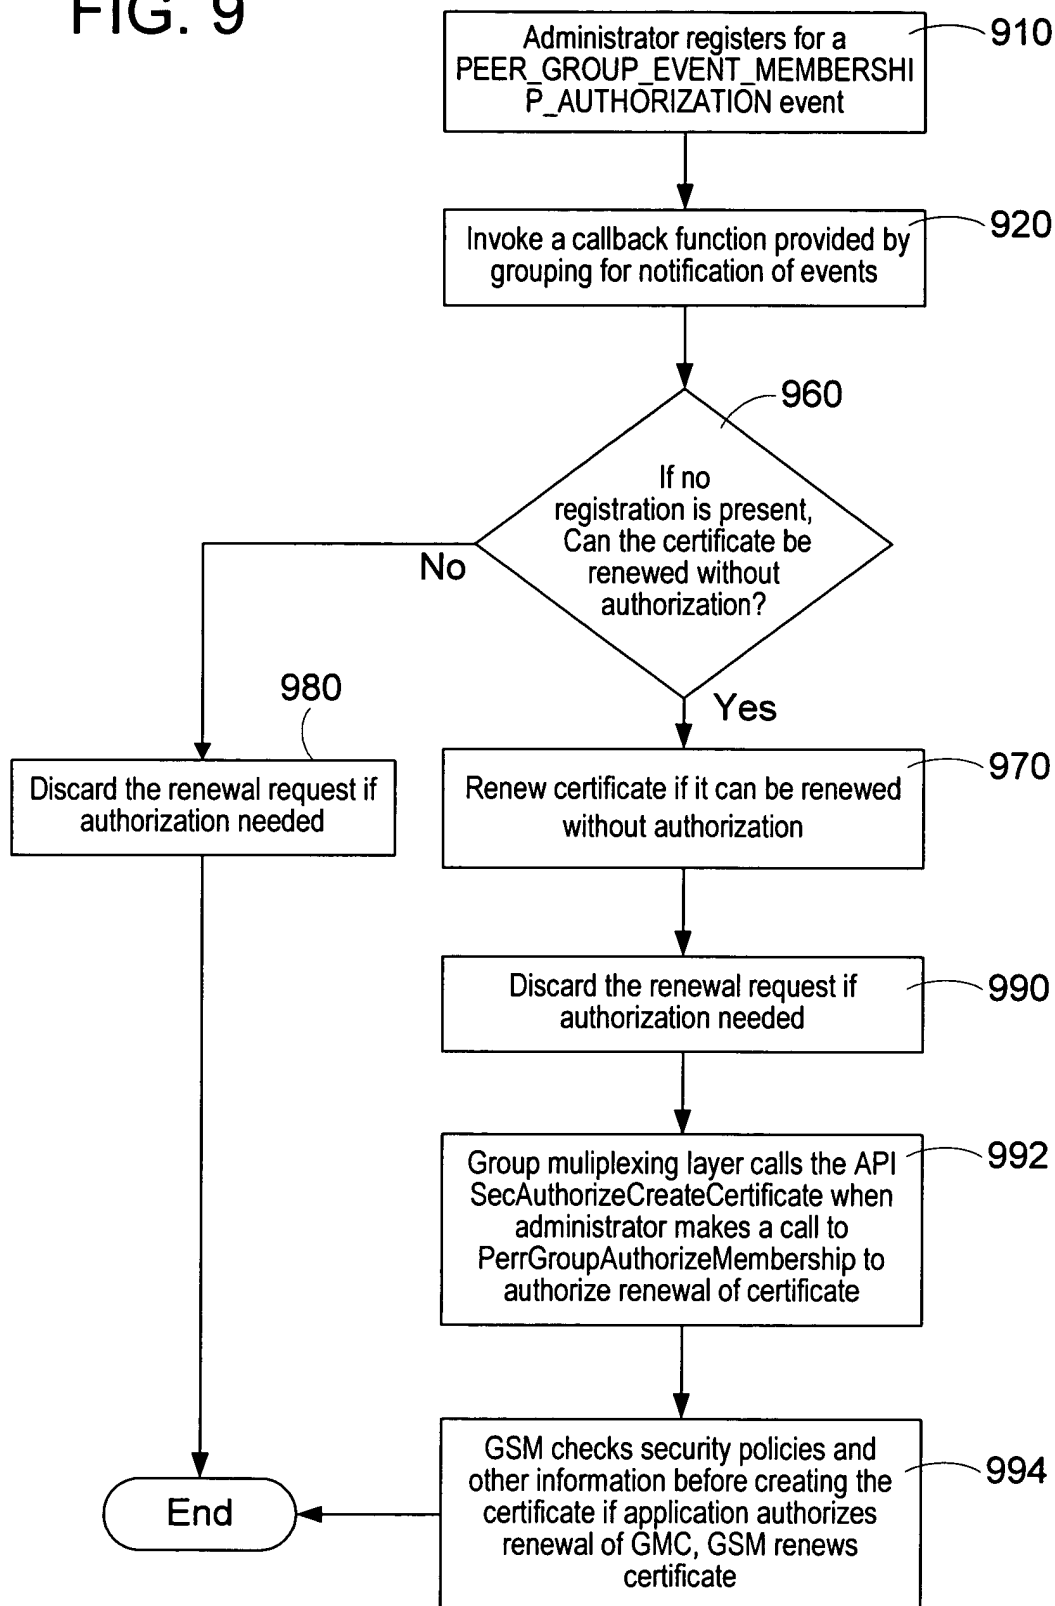 FIG. 9
Administrator registers for a
PEER_GROUP_EVENT_MEMBERSHI
P_AUTHORIZATION event
910
Invoke a callback function provided by
grouping for notification of events
920
960
If no
registration is present,
Can the certificate be
renewed without
authorization?
No
Yes
980
Discard the renewal request if
authorization needed
Renew certificate if it can be renewed
without authorization
970
Discard the renewal request if
authorization needed
990
Group muliplexing layer calls the API
SecAuthorizeCreateCertificate when
administrator makes a call to
PerrGroupAuthorizeMembership to
authorize renewal of certificate
992
GSM checks security policies and
other information before creating the
certificate if application authorizes
renewal of GMC, GSM renews
certificate
994
End